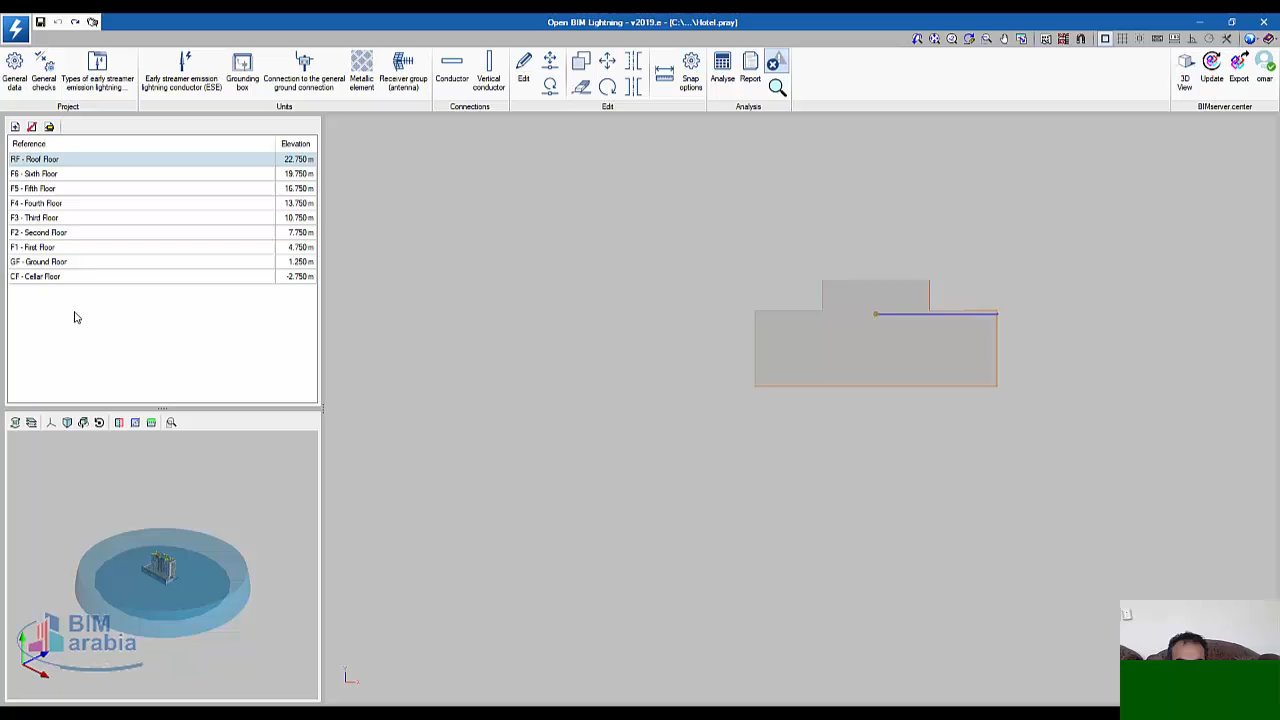 Open BIM Lightning - v2019.e - [C:\...\Hotel.pray]
General data
General checks
Types of early streamer emission lightning...
Early streamer emission lightning conductor (ESE)
Grounding box
Connection to the general ground connection
Metallic element
Receiver group (antenna)
Conductor
Vertical conductor
Edit
Snap options
Analyse
Report
3D View
Update
Export
omar
Project
Units
Connections
Edit
Analysis
BIMserver.center
Reference Elevation
RF - Roof Floor 22.750 m
F6 - Sixth Floor 19.750 m
F5 - Fifth Floor 16.750 m
F4 - Fourth Floor 13.750 m
F3 - Third Floor 10.750 m
F2 - Second Floor 7.750 m
F1 - First Floor 4.750 m
GF - Ground Floor 1.250 m
CF - Cellar Floor -2.750 m
BIM
arabia